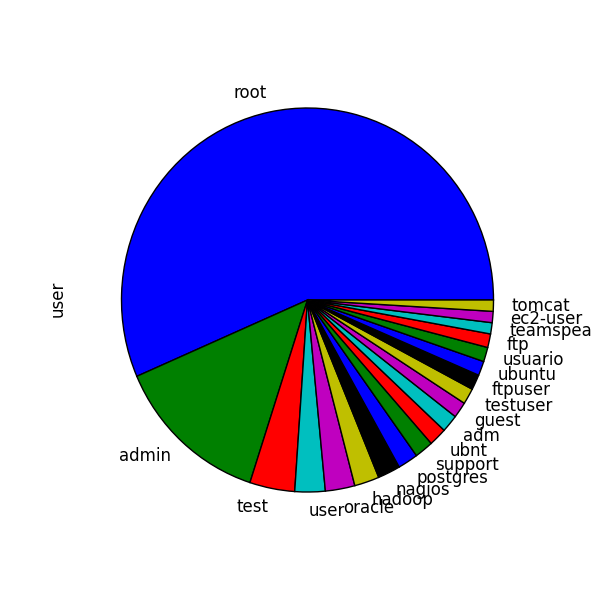 root
user
admin
test
user
oracle
hadoop
nagios
postgres
support
ubnt
adm
guest
testuser
ftpuser
ubuntu
usuario
ftp
teamspea
ec2-user
tomcat